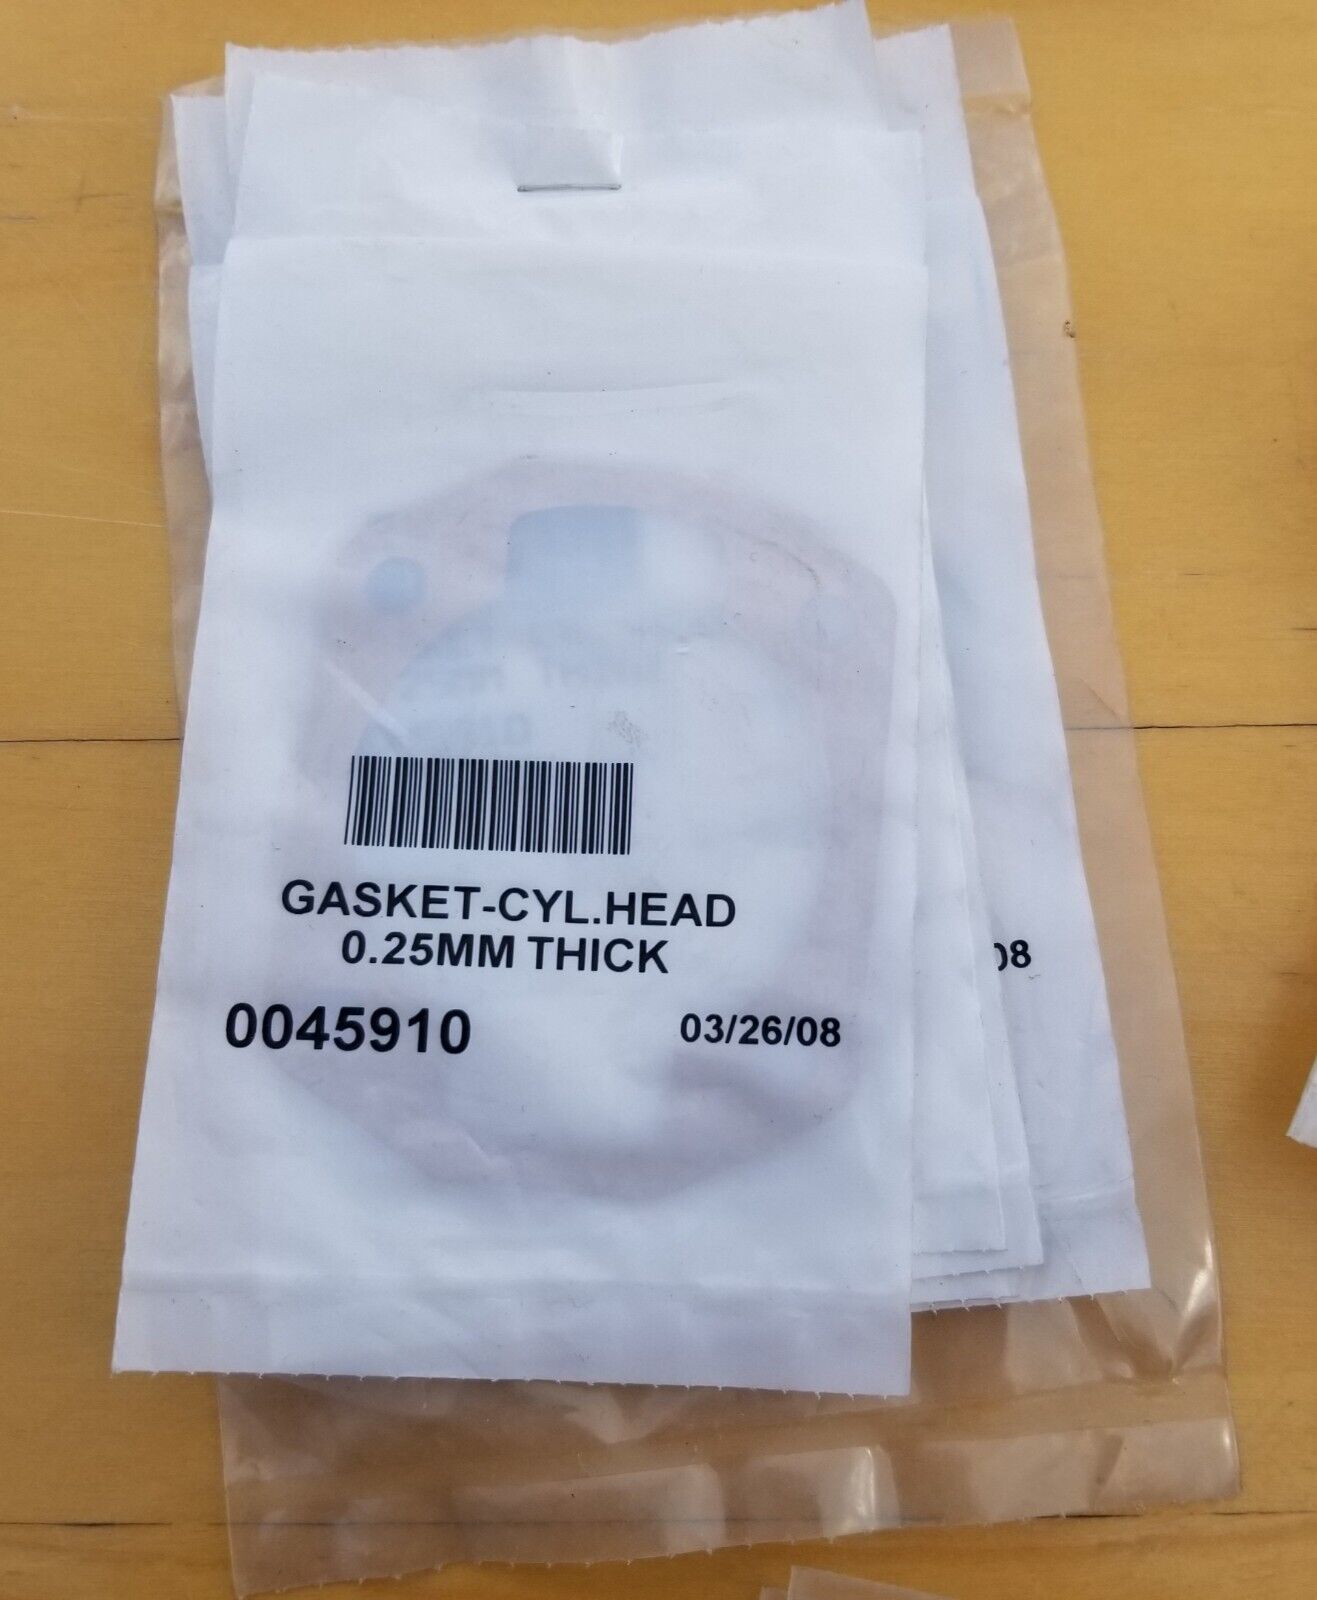 GASKET-CYL.HEAD
0.25MM THICK
0045910 03/26/08
08